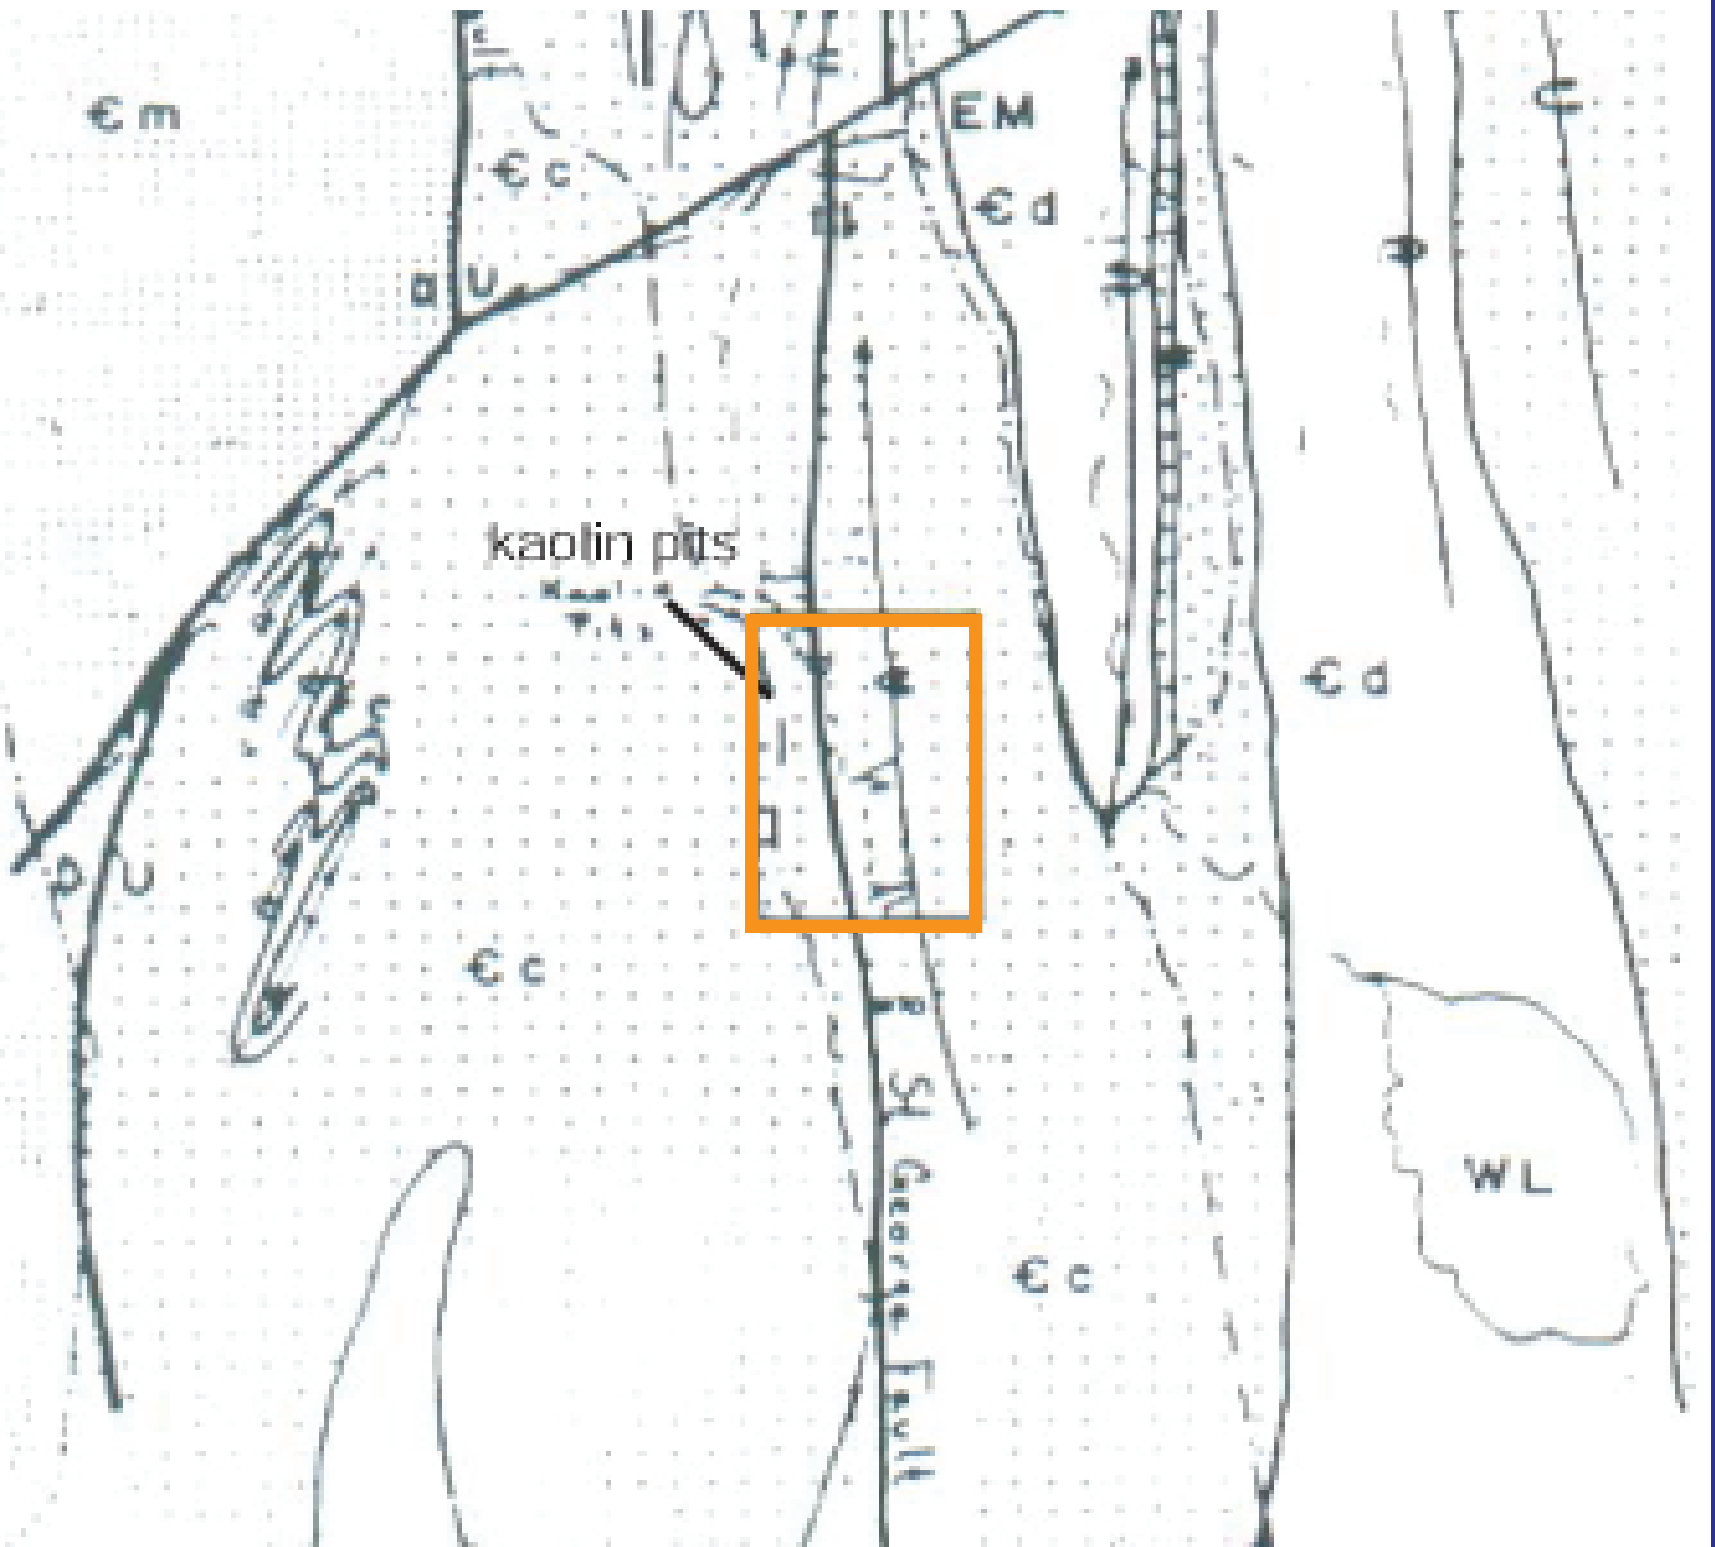 Є m
Є c
EM
Є d
D U
kaolin pits
Є d
D U
Є c
WL
Є c
St George Fault